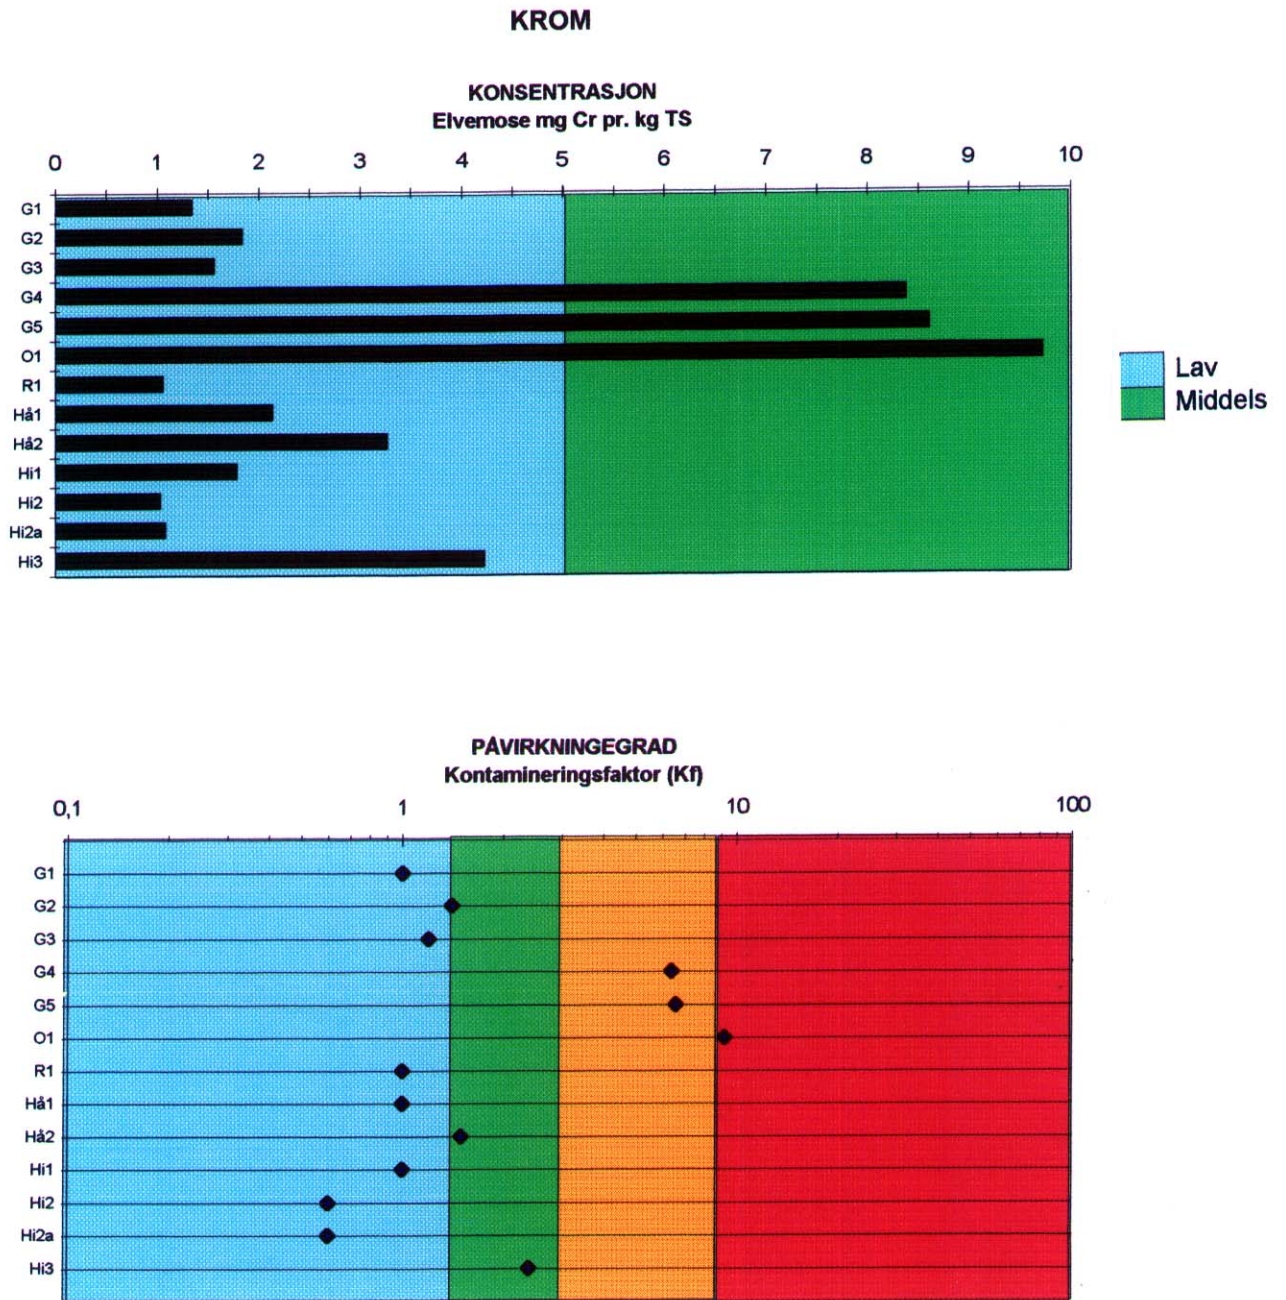 KROM
KONSENTRASJON
Elvemose mg Cr pr. kg TS
0 1 2 3 4 5 6 7 8 9 10
G1
G2
G3
G4
G5
O1
R1
Hå1
Hå2
Hi1
Hi2
Hi2a
Hi3
Lav
Middels
PÅVIRKNINGEGRAD
Kontamineringsfaktor (Kf)
0,1 1 10 100
G1
G2
G3
G4
G5
O1
R1
Hå1
Hå2
Hi1
Hi2
Hi2a
Hi3